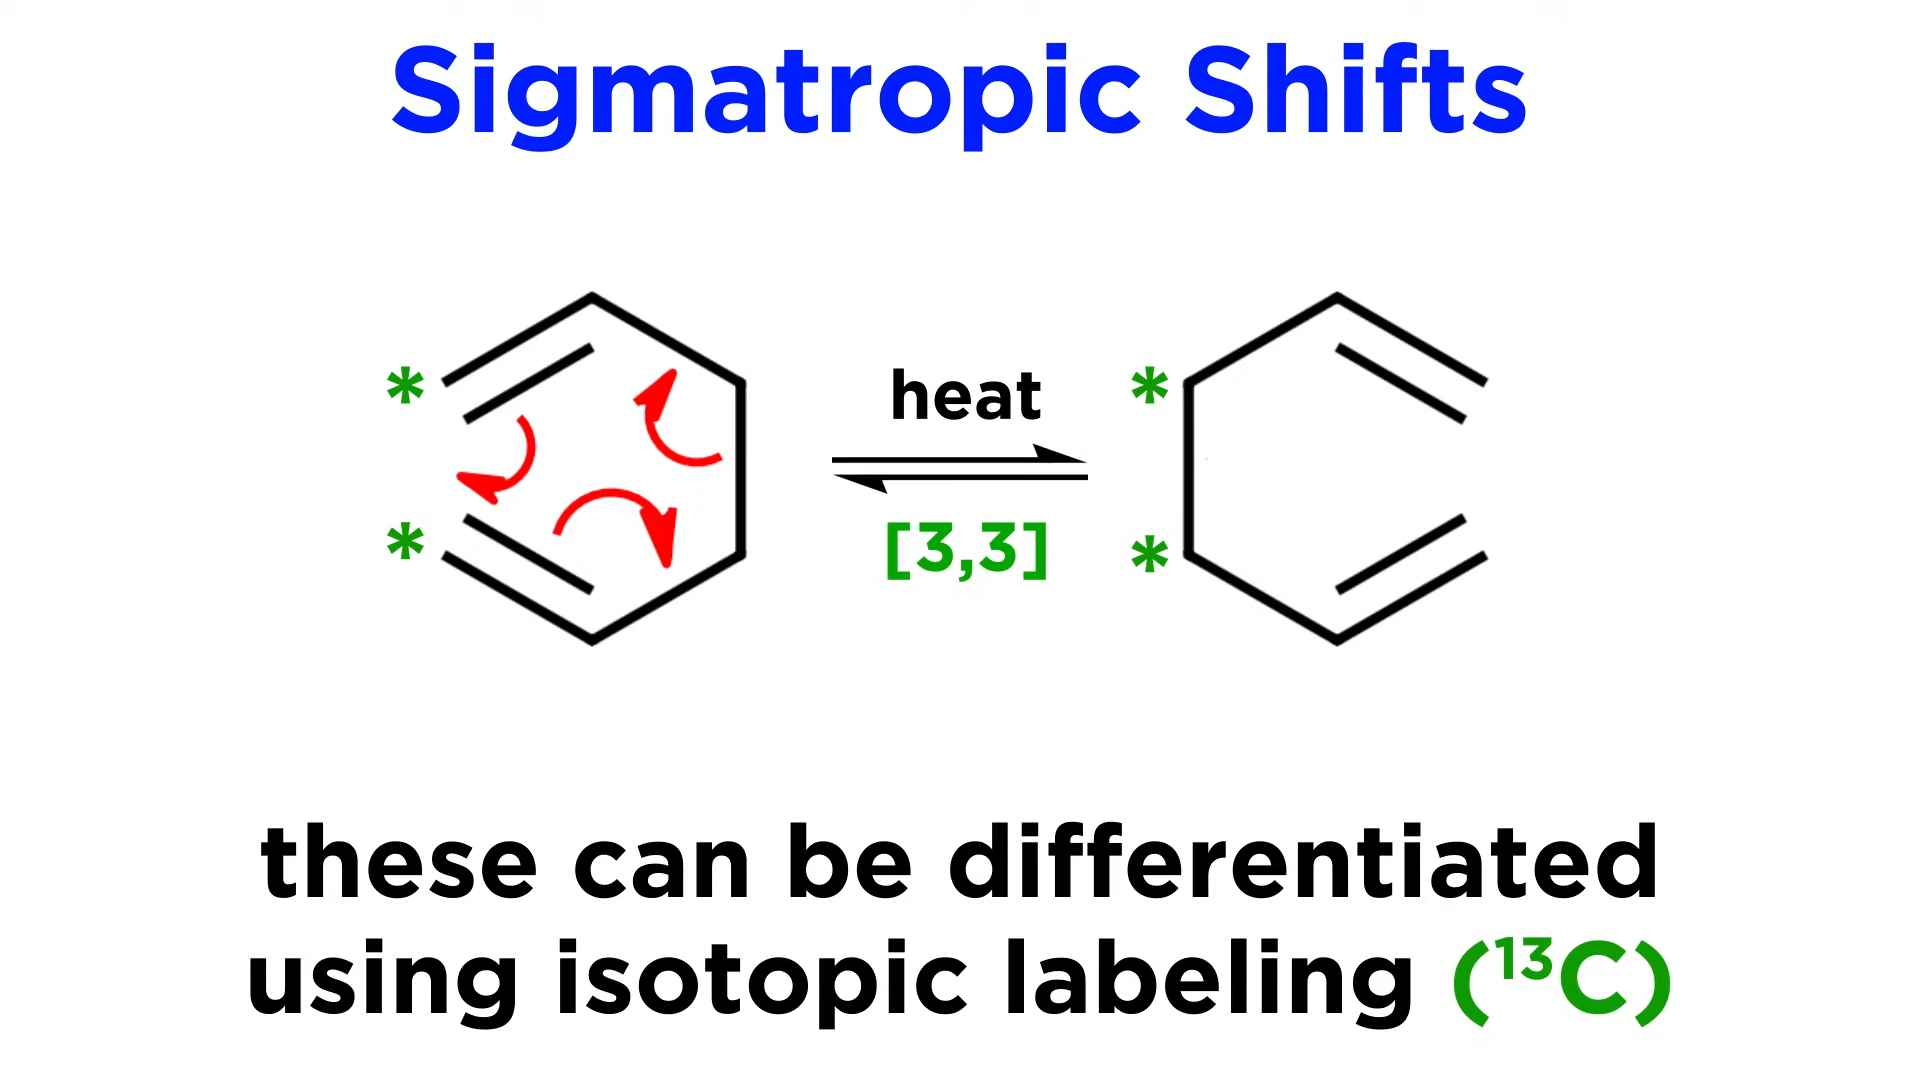 Sigmatropic Shifts
* heat *
* [3,3] *
these can be differentiated
using isotopic labeling (¹³C)